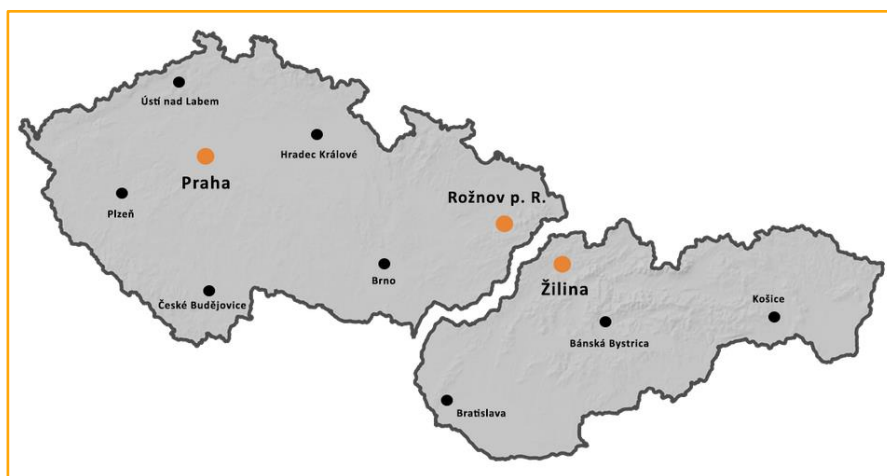 Ústí nad Labem
Hradec Králové
Praha
Plzeň
Rožnov p. R.
Brno
České Budějovice
Žilina
Košice
Bánská Bystrica
Bratislava